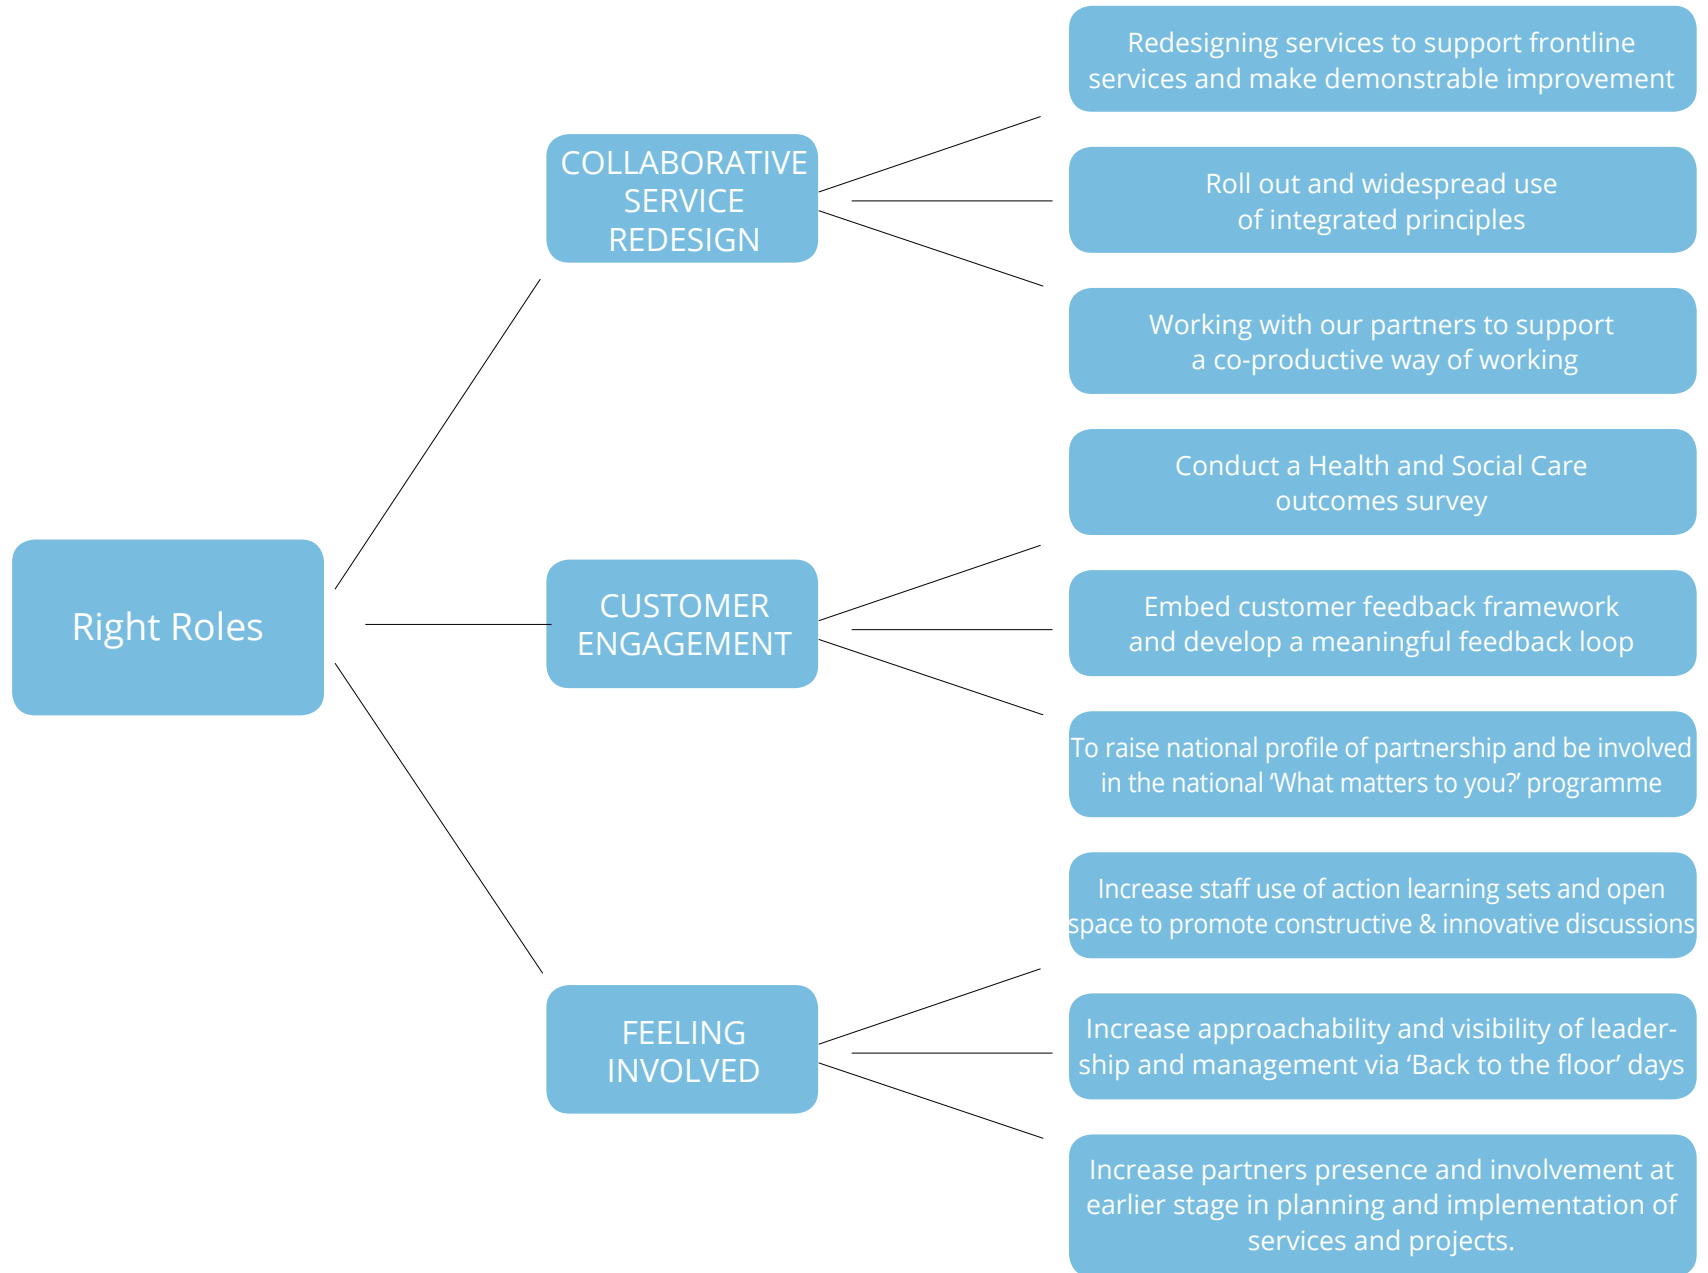 Redesigning services to support frontline
services and make demonstrable improvement
COLLABORATIVE
SERVICE
REDESIGN
Roll out and widespread use
of integrated principles
Working with our partners to support
a co-productive way of working
Conduct a Health and Social Care
outcomes survey
Right Roles
CUSTOMER
ENGAGEMENT
Embed customer feedback framework
and develop a meaningful feedback loop
To raise national profile of partnership and be involved
in the national ‘What matters to you?’ programme
Increase staff use of action learning sets and open
space to promote constructive & innovative discussions
FEELING
INVOLVED
Increase approachability and visibility of leader-
ship and management via ‘Back to the floor’ days
Increase partners presence and involvement at
earlier stage in planning and implementation of
services and projects.